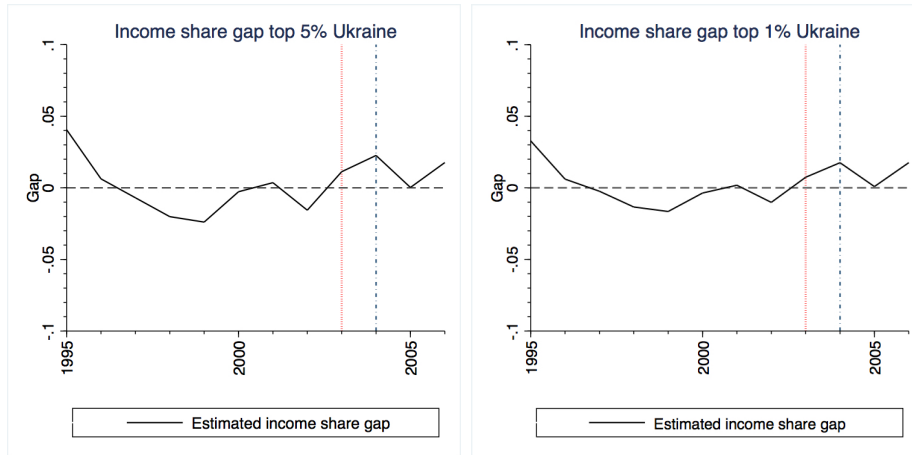 Income share gap top 5% Ukraine
.1
.05
0
-.05
-.1
Gap
1995
2000
2005
Estimated income share gap
Income share gap top 1% Ukraine
.1
.05
0
-.05
-.1
Gap
1995
2000
2005
Estimated income share gap